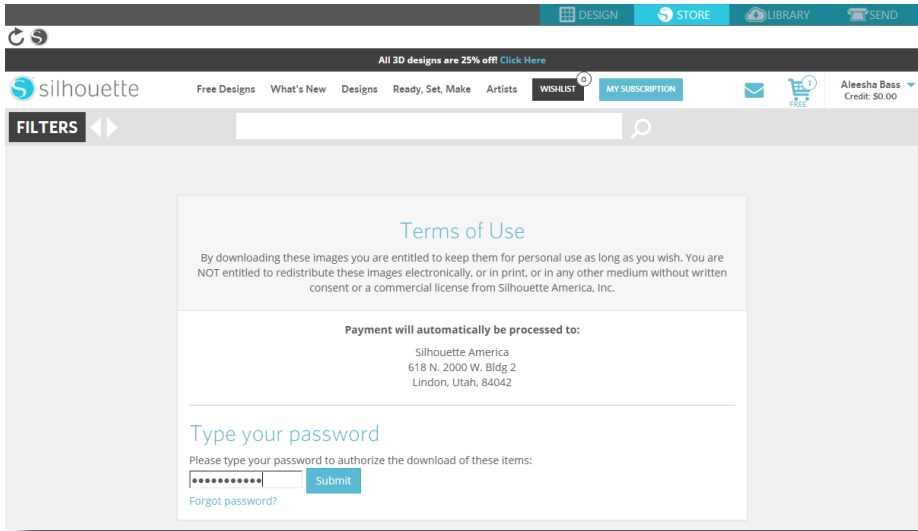 DESIGN STORE LIBRARY SEND
All 3D designs are 25% off! Click Here
silhouette Free Designs What's New Designs Ready, Set, Make Artists WISHLIST 0 MY SUBSCRIPTION 1 FREE Aleesha Bass
Credit: $0.00
FILTERS
Terms of Use
By downloading these images you are entitled to keep them for personal use as long as you wish. You are
NOT entitled to redistribute these images electronically, or in print, or in any other medium without written
consent or a commercial license from Silhouette America, Inc.
Payment will automatically be processed to:
Silhouette America
618 N. 2000 W. Bldg 2
Lindon, Utah, 84042
Type your password
Please type your password to authorize the download of these items:
●●●●●●●●●●● Submit
Forgot password?